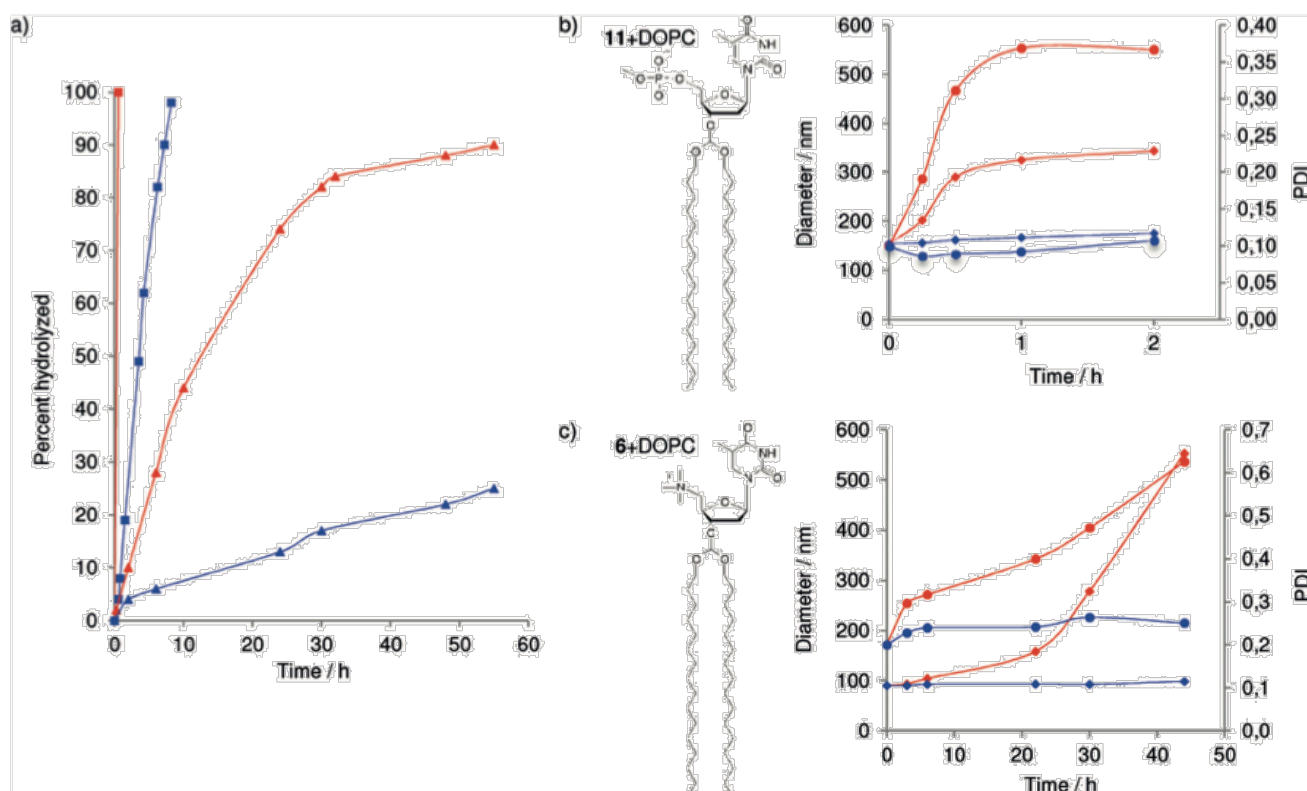 a)
Percent hydrolyzed
100
90
80
70
60
50
40
30
20
10
0
0 10 20 30 40 50 60
Time / h
b)
11+DOPC
O
NH
N O
O P O
O
O
O
O O
Diameter / nm
600
500
400
300
200
100
0
0 1 2
Time / h
0,40
0,35
0,30
0,25
0,20
0,15
0,10
0,05
0,00
PDI
c)
6+DOPC
O
NH
N O
N
O
O O
Diameter / nm
600
500
400
300
200
100
0
0 10 20 30 40 50
Time / h
0,7
0,6
0,5
0,4
0,3
0,2
0,1
0,0
PDI